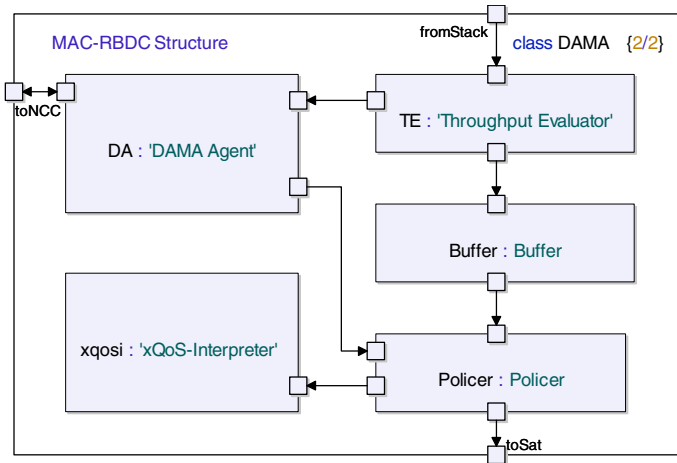 fromStack
MAC-RBDC Structure
class DAMA {2/2}
toNCC
TE : 'Throughput Evaluator'
DA : 'DAMA Agent'
Buffer : Buffer
xqosi : 'xQoS-Interpreter'
Policer : Policer
toSat